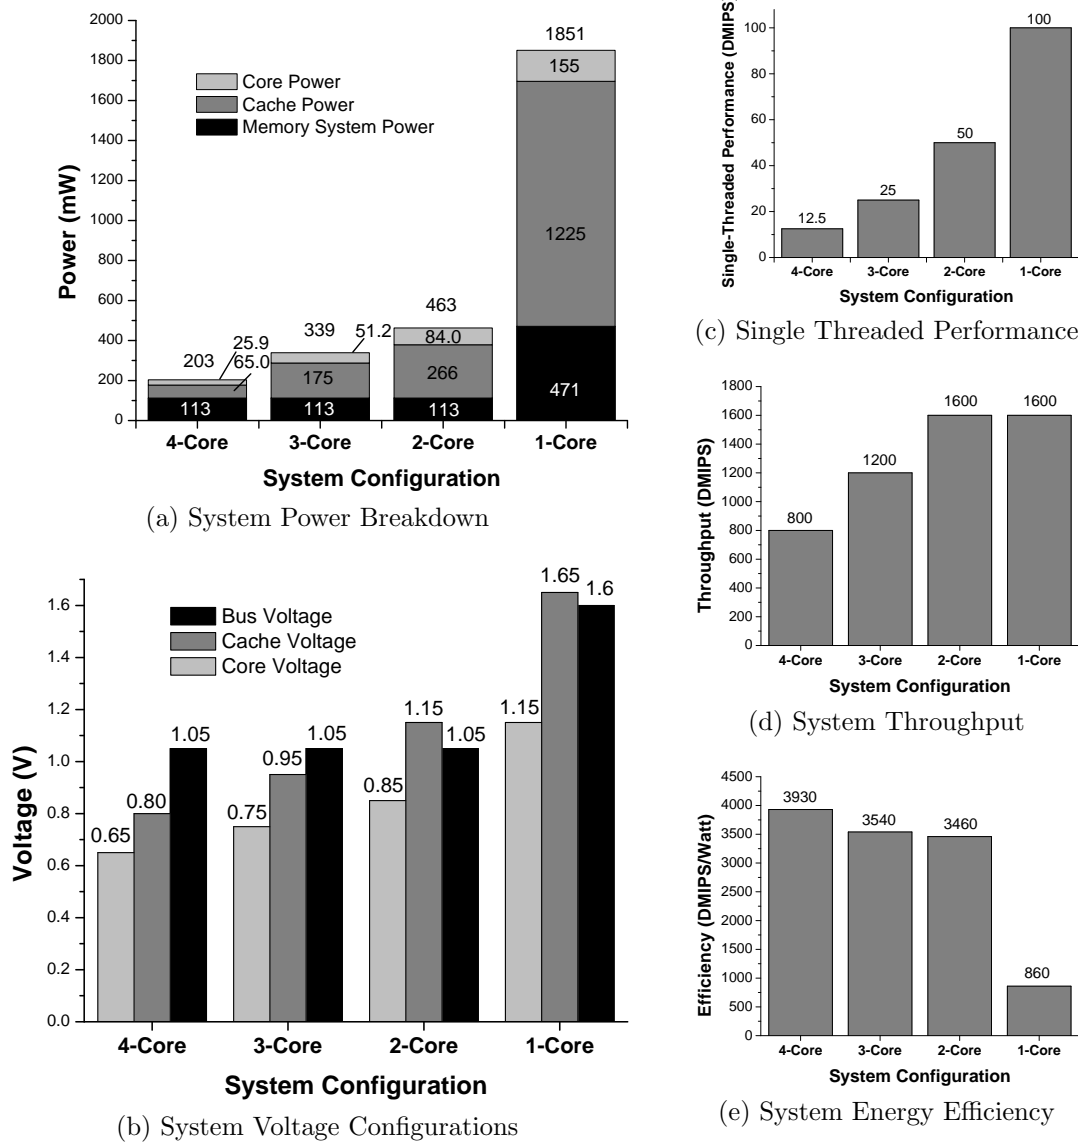 2000
1800
1600
1400
1200
1000
800
600
400
200
0
Power (mW)
Core Power
Cache Power
Memory System Power
203
25.9
65.0
113
339
51.2
175
113
463
84.0
266
113
1851
155
1225
471
4-Core 3-Core 2-Core 1-Core
System Configuration
(a) System Power Breakdown
1.6
1.4
1.2
1.0
0.8
0.6
0.4
0.2
0.0
Voltage (V)
Bus Voltage
Cache Voltage
Core Voltage
0.65 0.80 1.05
0.75 0.95 1.05
0.85 1.15 1.05
1.15 1.65 1.6
4-Core 3-Core 2-Core 1-Core
System Configuration
(b) System Voltage Configurations
Single-Threaded Performance (DMIPS)
100
80
60
40
20
0
12.5 25 50 100
4-Core 3-Core 2-Core 1-Core
System Configuration
(c) Single Threaded Performance
Throughput (DMIPS)
1800
1600
1400
1200
1000
800
600
400
200
0
800 1200 1600 1600
4-Core 3-Core 2-Core 1-Core
System Configuration
(d) System Throughput
Efficiency (DMIPS/Watt)
4500
4000
3500
3000
2500
2000
1500
1000
500
0
3930 3540 3460 860
4-Core 3-Core 2-Core 1-Core
System Configuration
(e) System Energy Efficiency